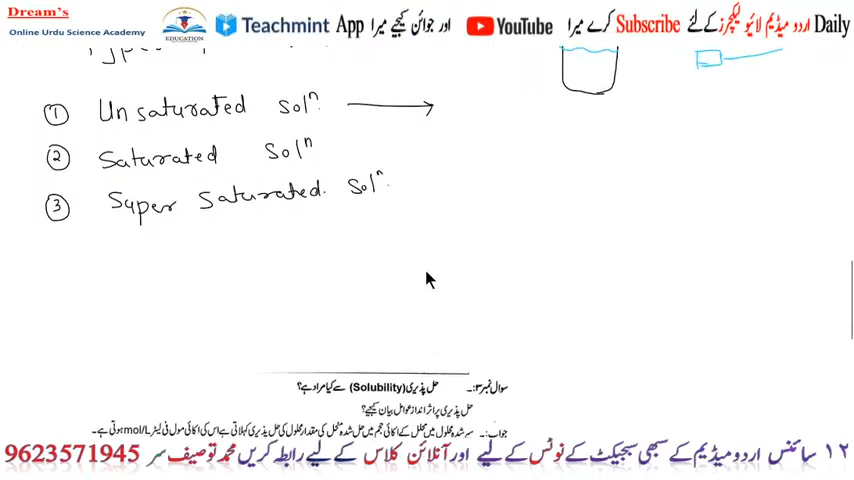 Dream's
Online Urdu Science Academy
EDUCATION
Teachmint App اور جوائن کیجیے میرا YouTube کرے میرا Subscribe اردو میڈیم لائیو لیکچرز کے لئے Daily
Types
① Unsaturated solⁿ. →
② Saturated solⁿ
③ Super saturated. solⁿ.
سوال نمبر ۳:۔ حل پذیری (Solubility) سے کیا مراد ہے؟
حل پذیری پر اثر انداز عوامل بیان کیجیے؟
جواب:۔ سیر شدہ محلول میں محلل کے اکائی حجم میں حل شدہ منحل کی مقدار محلول کی حل پذیری کہلاتی ہے اس کی اکائی مول فی لیٹر mol/L ہوتی ہے۔
۱۲ سائنس اردو میڈیم کے سبھی سبجیکٹ کے نوٹس کے لیے اور آنلائن کلاس کے لیے رابطہ کریں محمد توصیف سر 9623571945